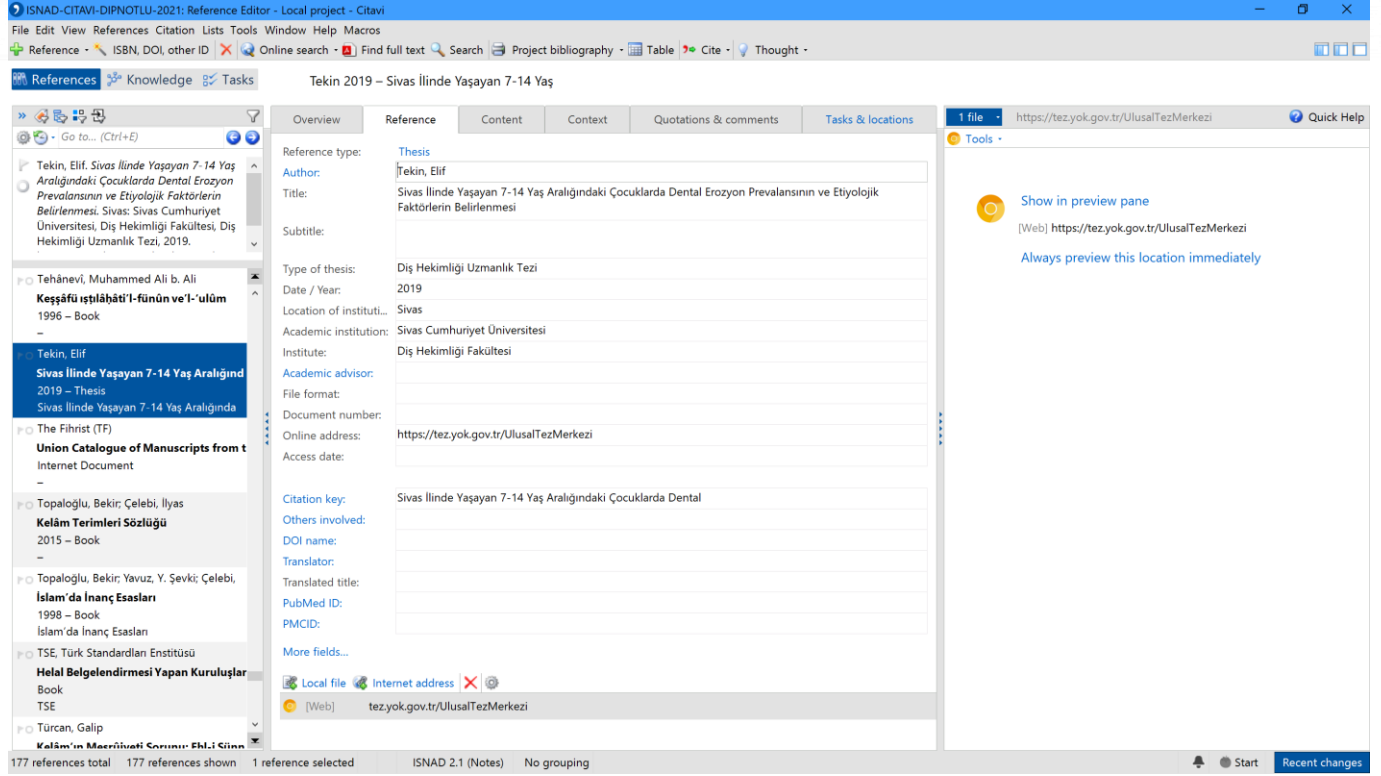 ISNAD-CITAVI-DIPNOTLU-2021: Reference Editor - Local project - Citavi
File Edit View References Citation Lists Tools Windows Help Macros
Reference ISBN, DOI, other ID Online search Find full text Search Project bibliography Table Cite Thought
References Knowledge Tasks
Tekin 2019 – Sivas İlinde Yaşayan 7-14 Yaş
Go to... (Ctrl+E)
Tekin, Elif. Sivas İlinde Yaşayan 7-14 Yaş
Aralığındaki Çocuklarda Dental Erozyon
Prevalansının ve Etiyolojik Faktörlerin
Belirlenmesi. Sivas: Sivas Cumhuriyet
Üniversitesi, Diş Hekimliği Fakültesi, Diş
Hekimliği Uzmanlık Tezi, 2019.
Tehânevî, Muhammed Ali b. Ali
Keşşâfü ıṣṭılâḥâti’l-fünûn ve’l-ʿulûm
1996 – Book
–
Tekin, Elif
Sivas İlinde Yaşayan 7-14 Yaş Aralığınd
2019 – Thesis
Sivas İlinde Yaşayan 7-14 Yaş Aralığında
The Fihrist (TF)
Union Catalogue of Manuscripts from t
Internet Document
–
Topaloğlu, Bekir; Çelebi, İlyas
Kelâm Terimleri Sözlüğü
2015 – Book
–
Topaloğlu, Bekir; Yavuz, Y. Şevki; Çelebi,
İslam’da İnanç Esasları
1998 – Book
İslam’da İnanç Esasları
TSE, Türk Standardları Enstitüsü
Helal Belgelendirmesi Yapan Kuruluşlar
Book
TSE
Türcan, Galip
Kelâm’ın Meşrûiyeti Sorunu: Ehl-i Sünn
Overview Reference Content Context Quotations & comments Tasks & locations
Reference type: Thesis
Author: Tekin, Elif
Title: Sivas İlinde Yaşayan 7-14 Yaş Aralığındaki Çocuklarda Dental Erozyon Prevalansının ve Etiyolojik
Faktörlerin Belirlenmesi
Subtitle:
Type of thesis: Diş Hekimliği Uzmanlık Tezi
Date / Year: 2019
Location of instituti... Sivas
Academic institution: Sivas Cumhuriyet Üniversitesi
Institute: Diş Hekimliği Fakültesi
Academic advisor:
File format:
Document number:
Online address: https://tez.yok.gov.tr/UlusalTezMerkezi
Access date:
Citation key: Sivas İlinde Yaşayan 7-14 Yaş Aralığındaki Çocuklarda Dental
Others involved:
DOI name:
Translator:
Translated title:
PubMed ID:
PMCID:
More fields...
Local file Internet address
[Web] tez.yok.gov.tr/UlusalTezMerkezi
1 file https://tez.yok.gov.tr/UlusalTezMerkezi Quick Help
Tools
Show in preview pane
[Web] https://tez.yok.gov.tr/UlusalTezMerkezi
Always preview this location immediately
177 references total 177 references shown 1 reference selected ISNAD 2.1 (Notes) No grouping Start Recent changes